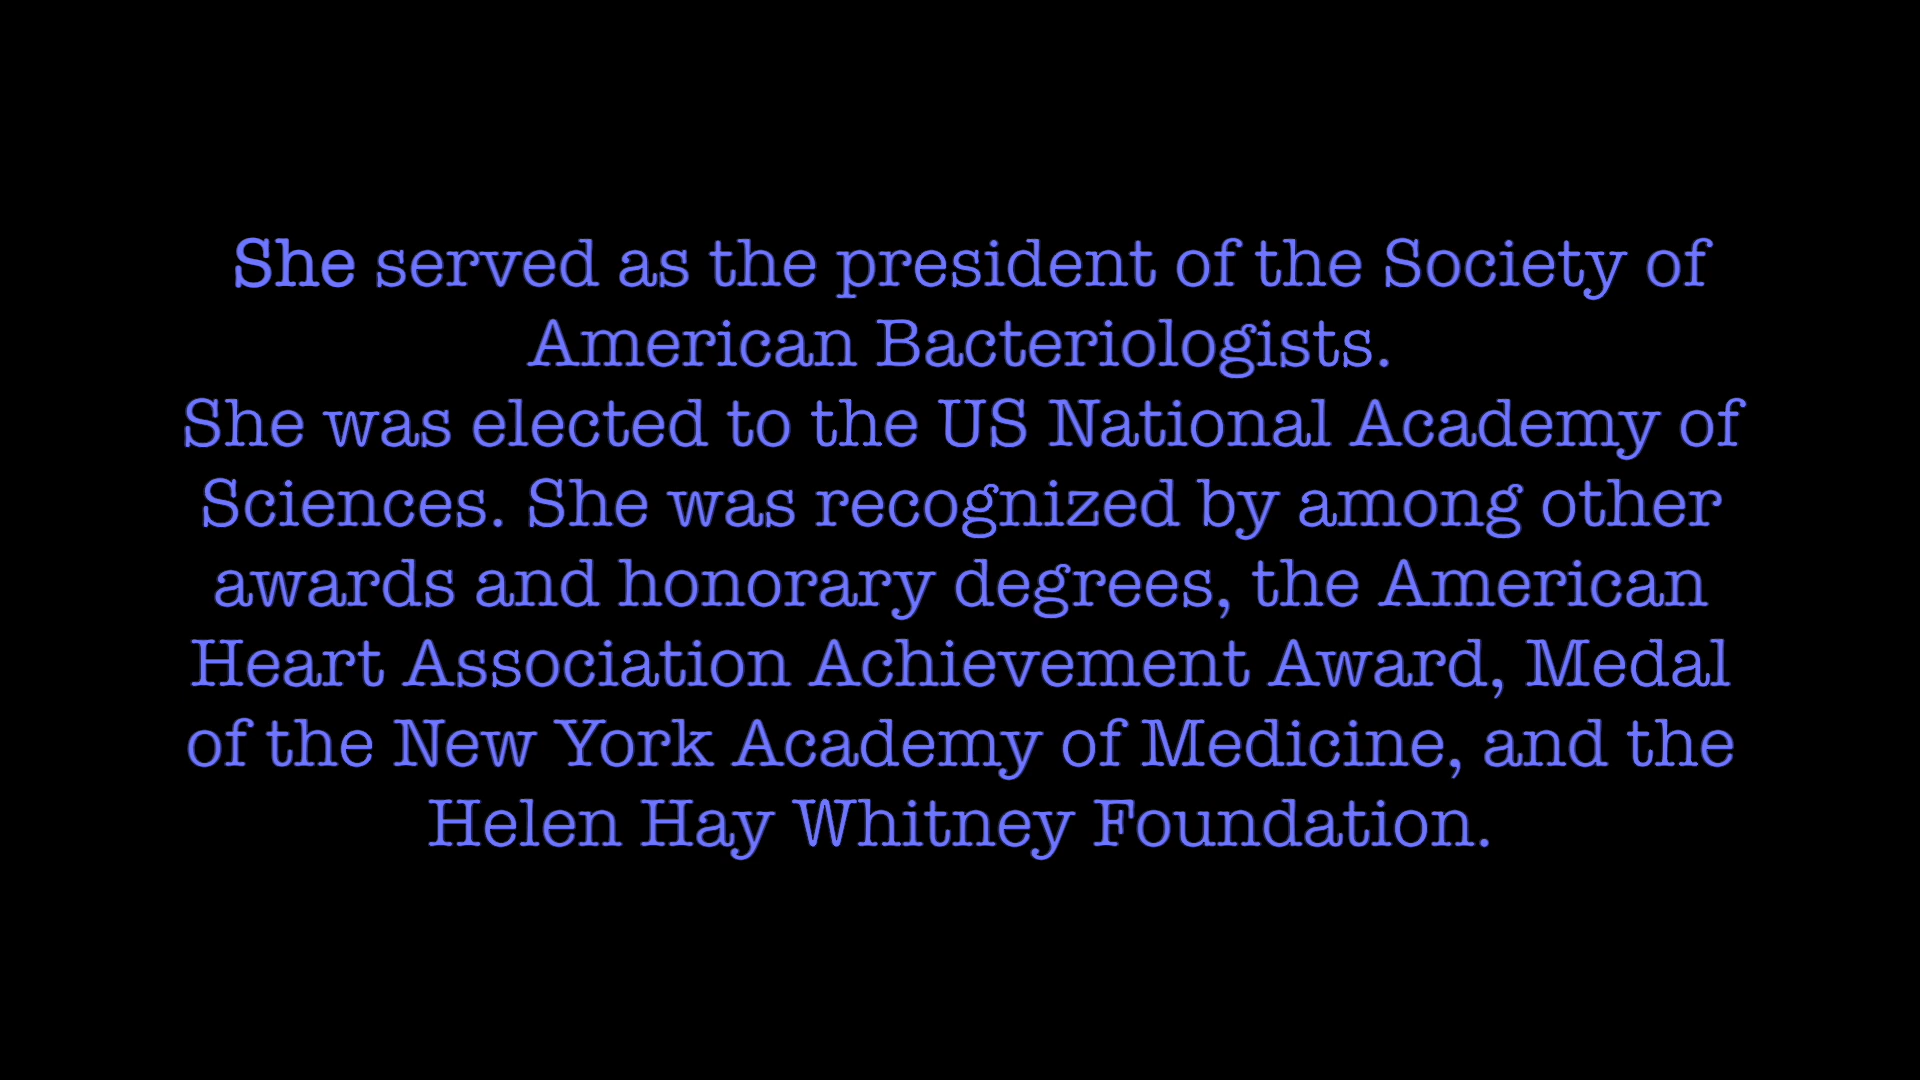 She served as the president of the Society of
American Bacteriologists.
She was elected to the US National Academy of
Sciences. She was recognized by among other
awards and honorary degrees, the American
Heart Association Achievement Award, Medal
of the New York Academy of Medicine, and the
Helen Hay Whitney Foundation.